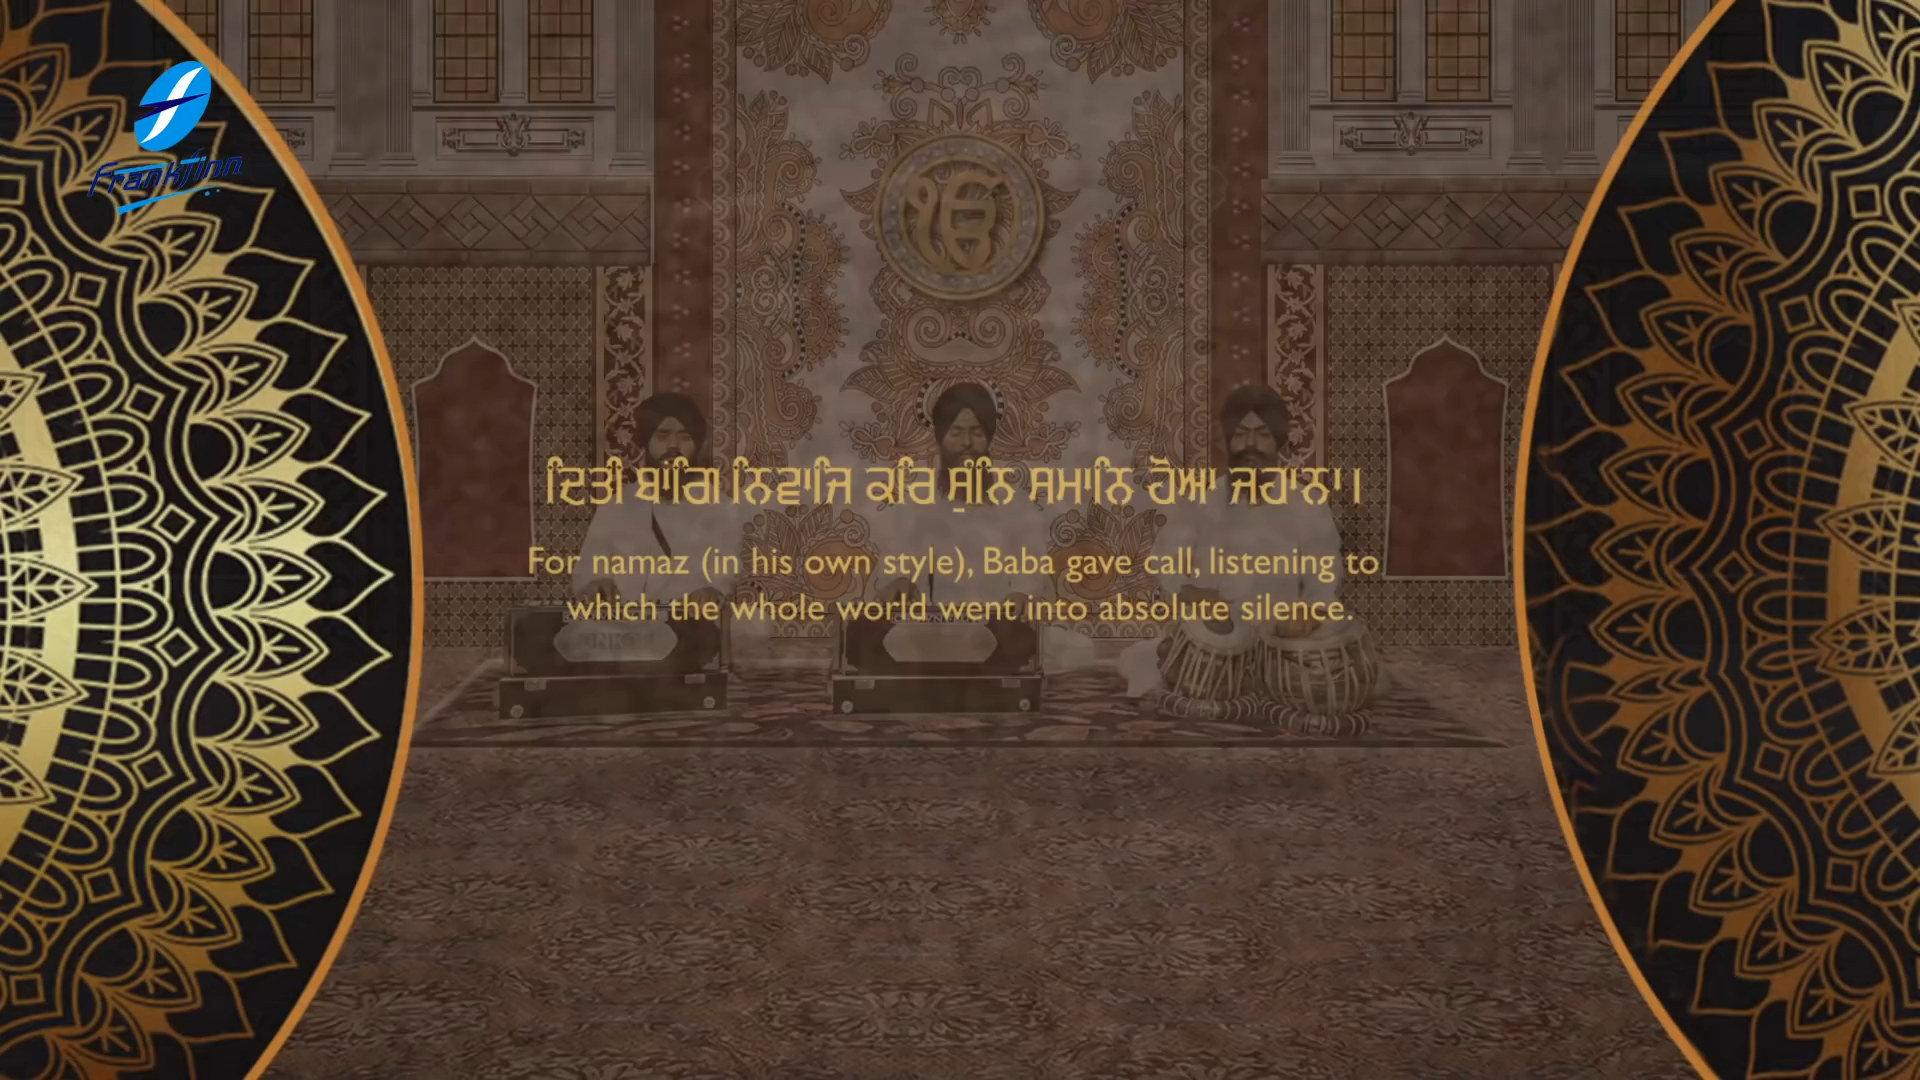 Frankfinn
ੴ
ਦਿਤੀ ਬਾਂਗਿ ਨਿਵਾਜਿ ਕਰਿ ਸੁੰਨਿ ਸਮਾਨਿ ਹੋਆ ਜਹਾਨਾ।
For namaz (in his own style), Baba gave call, listening to
which the whole world went into absolute silence.